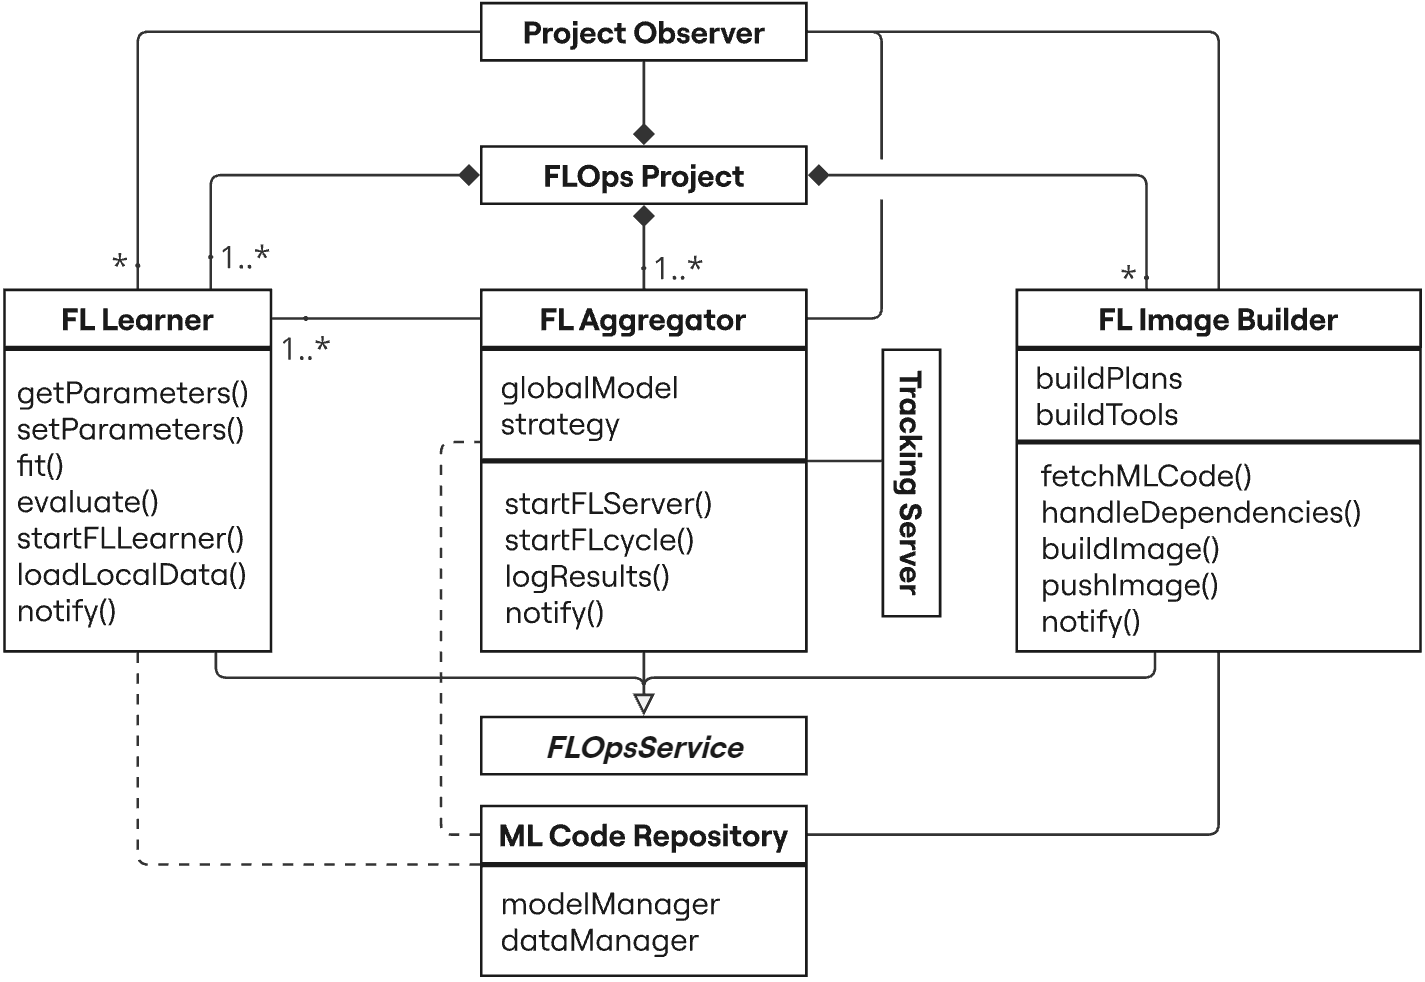 Project Observer
FLOps Project
*
1..*
1..*
*
FL Learner
1..*
getParameters()
setParameters()
fit()
evaluate()
startFLLearner()
loadLocalData()
notify()
FL Aggregator
globalModel
strategy
startFLServer()
startFLcycle()
logResults()
notify()
Tracking Server
FL Image Builder
buildPlans
buildTools
fetchMLCode()
handleDependencies()
buildImage()
pushImage()
notify()
FLOpsService
ML Code Repository
modelManager
dataManager